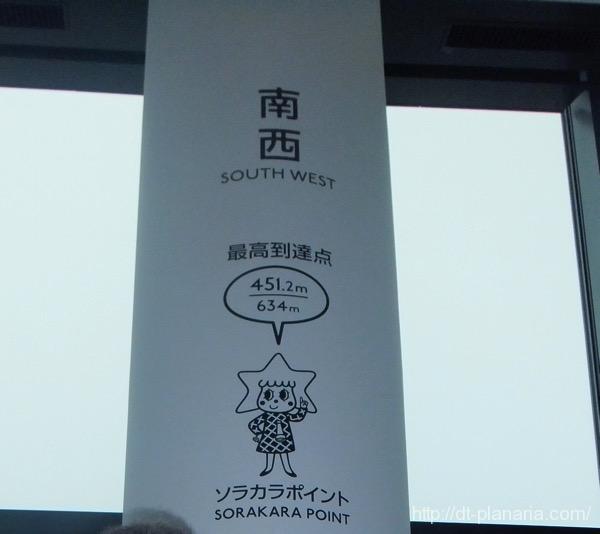 南
西
SOUTH WEST
最高到達点
451.2m
634m
ソラカラポイント
SORAKARA POINT
http://dt-planaria.com/